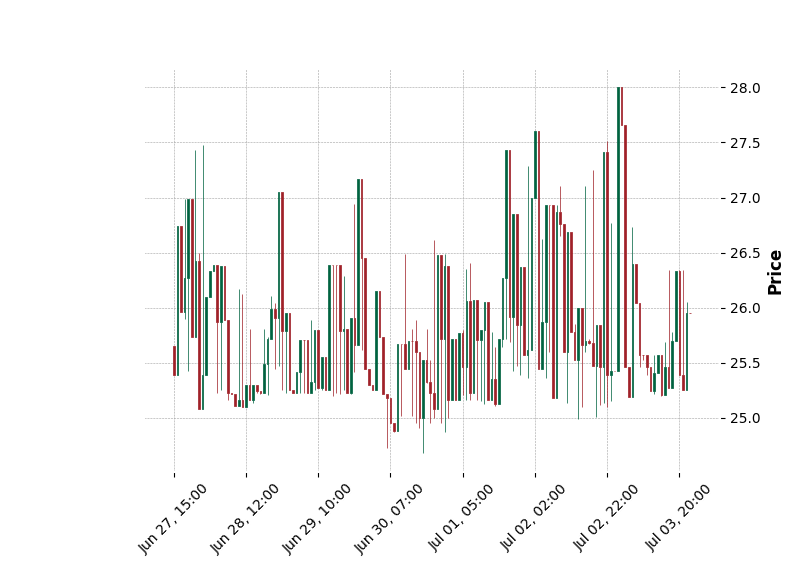 28.0
27.5
27.0
26.5
26.0
25.5
25.0
Price
Jun 27, 15:00
Jun 28, 12:00
Jun 29, 10:00
Jun 30, 07:00
Jul 01, 05:00
Jul 02, 02:00
Jul 02, 22:00
Jul 03, 20:00